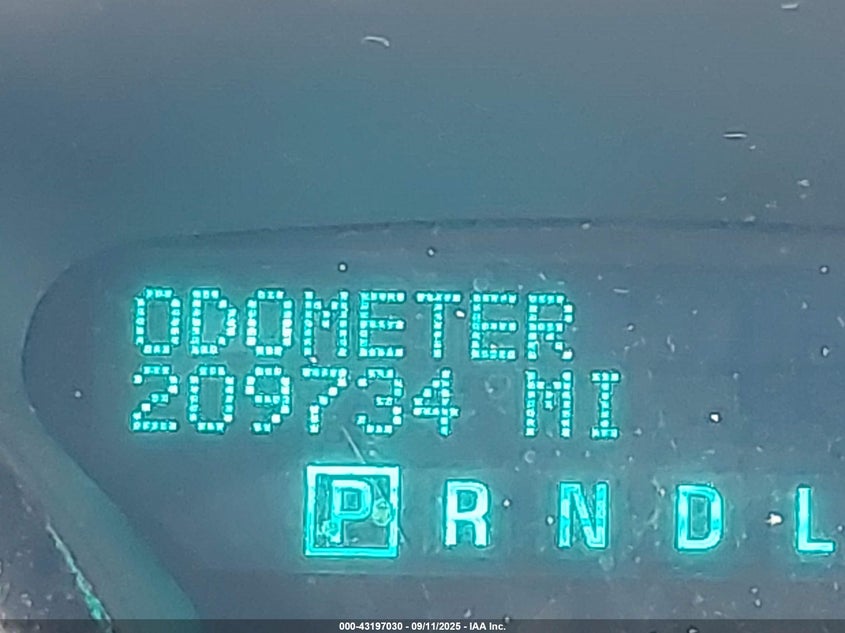 ODOMETER
209734 MI
P R N D L
000-43197030 - 09/11/2025 - IAA Inc.